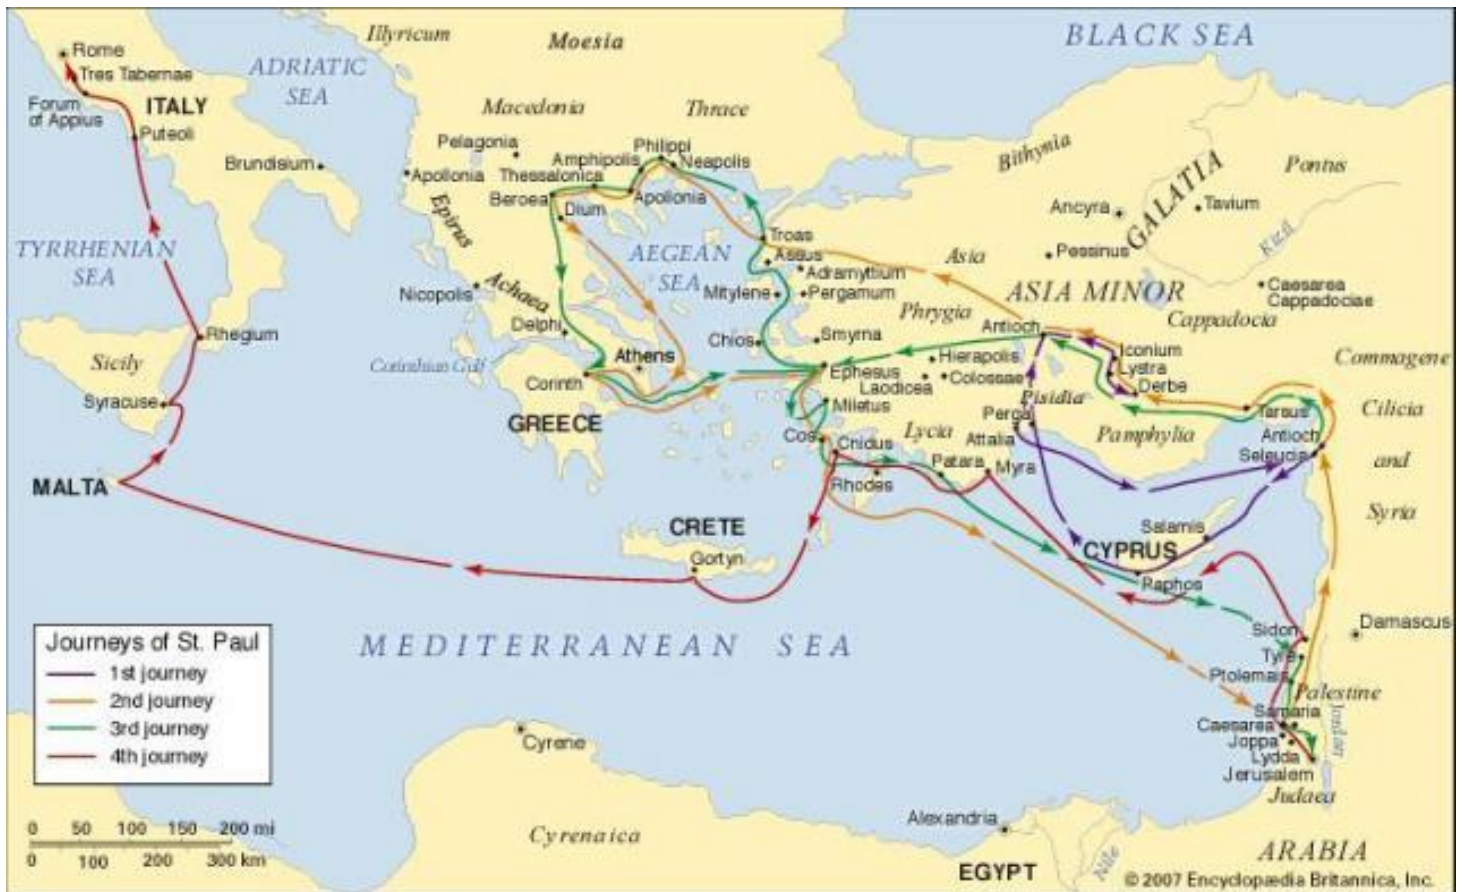 Illyricum
Moesia
BLACK SEA
Rome
Tres Tabernae
ADRIATIC
SEA
Forum
of Appius
ITALY
Puteoli
Brundisium
Macedonia
Thrace
Pelagonia
Philippi
Amphipolis
Neapolis
Apollonia
Thessalonica
Beroea
Apollonia
Dium
Epirus
Bithynia
GALATIA
Pontus
Ancyra
Tavium
Pessinus
Kizil
TYRRHENIAN
SEA
AEGEAN
SEA
Troas
Assus
Adramyttium
Mitylene
Pergamum
Asia
ASIA MINOR
Caesarea
Cappadociae
Nicopolis
Achaea
Delphi
Phrygia
Antioch
Cappadocia
Rhegium
Sicily
Syracuse
Corinthian Gulf
Athens
Corinth
GREECE
Chios
Smyrna
Ephesus
Hierapolis
Laodicea
Colossae
Iconium
Lystra
Derbe
Commagene
Miletus
Pisidia
Perga
Attalia
Pamphylia
Tarsus
Cilicia
and
Syria
Antioch
Seleucia
Cos
Cnidus
Lycia
Patara
Myra
Rhodes
MALTA
CRETE
Gortyn
Salamis
CYPRUS
Raphos
MEDITERRANEAN SEA
Sidon
Damascus
Tyre
Ptolemais
Palestine
Samaria
Caesarea
Joppa
Lydda
Jordan
Jerusalem
Judaea
Journeys of St. Paul
1st journey
2nd journey
3rd journey
4th journey
Cyrene
Cyrenaica
Alexandria
EGYPT
Nile
ARABIA
0 50 100 150 200 mi
0 100 200 300 km
© 2007 Encyclopædia Britannica, Inc.